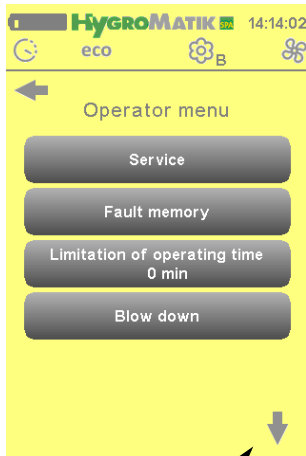 HYGROMATIK SPA 14:14:02
eco B
Operator menu
Service
Fault memory
Limitation of operating time
0 min
Blow down